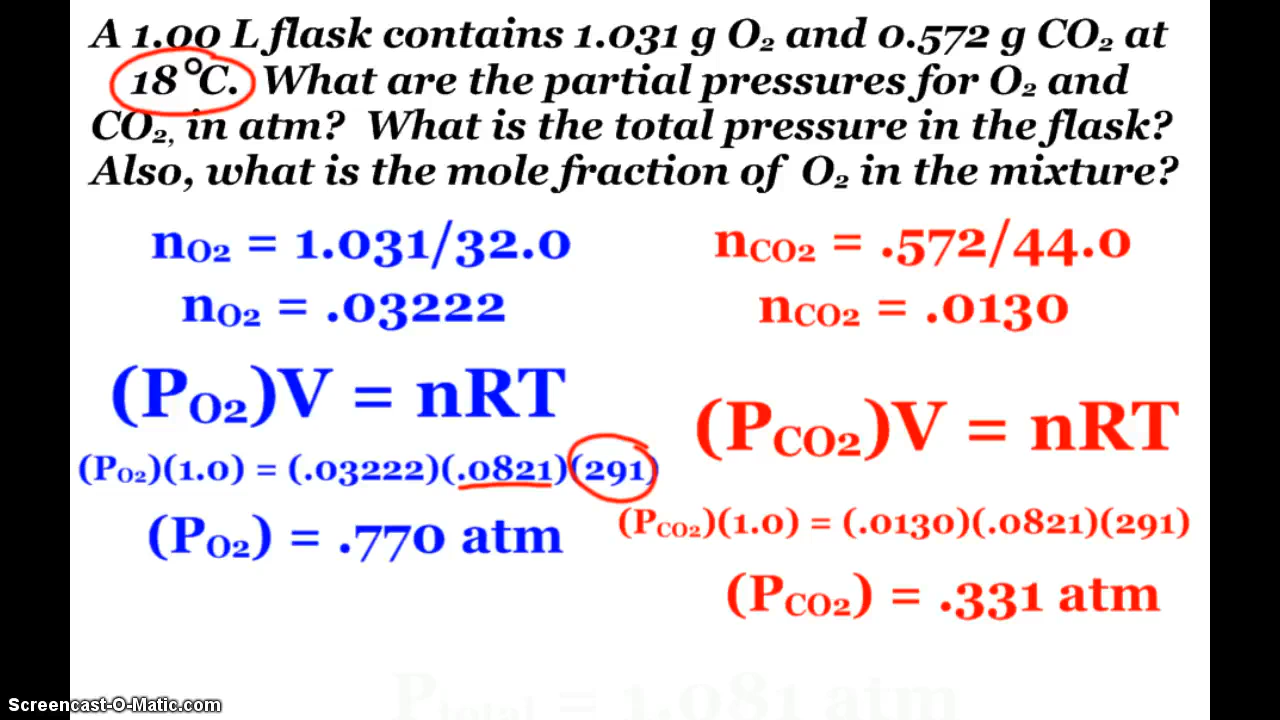 A 1.00 L flask contains 1.031 g O₂ and 0.572 g CO₂ at
18°C. What are the partial pressures for O₂ and
CO₂, in atm? What is the total pressure in the flask?
Also, what is the mole fraction of O₂ in the mixture?
nO₂ = 1.031/32.0
nO₂ = .03222
(PO₂)V = nRT
(PO₂)(1.0) = (.03222)(.0821)(291)
(PO₂) = .770 atm
nCO₂ = .572/44.0
nCO₂ = .0130
(PCO₂)V = nRT
(PCO₂)(1.0) = (.0130)(.0821)(291)
(PCO₂) = .331 atm
Ptotal = 1.081 atm
Screencast-O-Matic.com